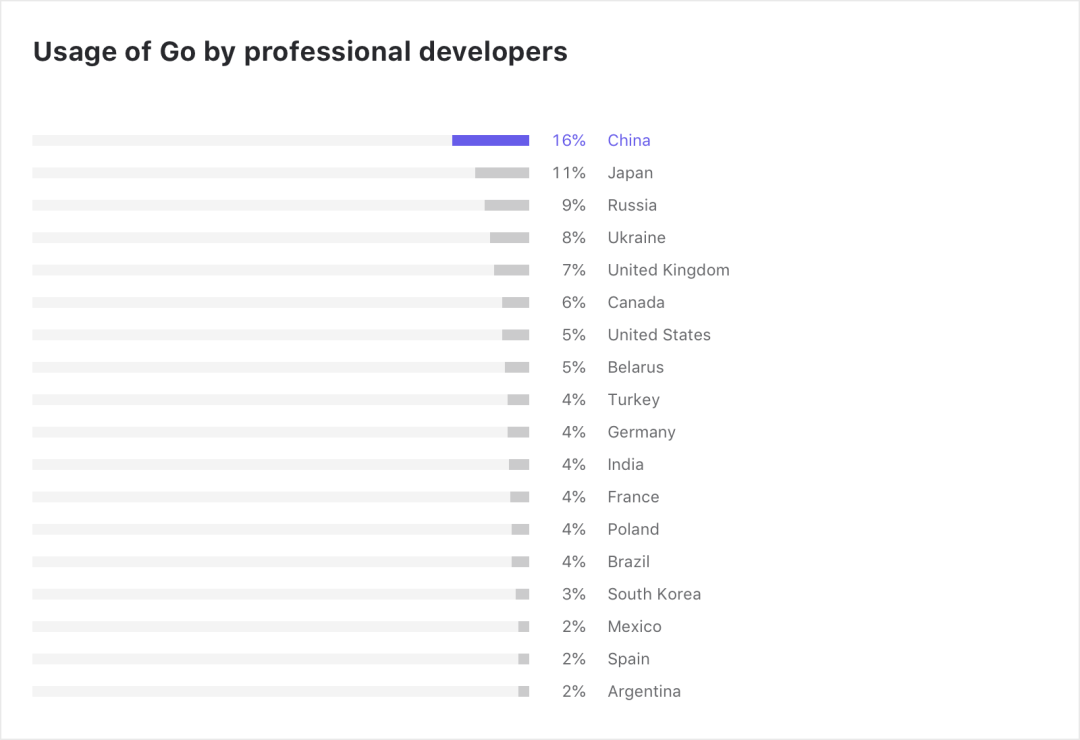 Usage of Go by professional developers
16% China
11% Japan
9% Russia
8% Ukraine
7% United Kingdom
6% Canada
5% United States
5% Belarus
4% Turkey
4% Germany
4% India
4% France
4% Poland
4% Brazil
3% South Korea
2% Mexico
2% Spain
2% Argentina